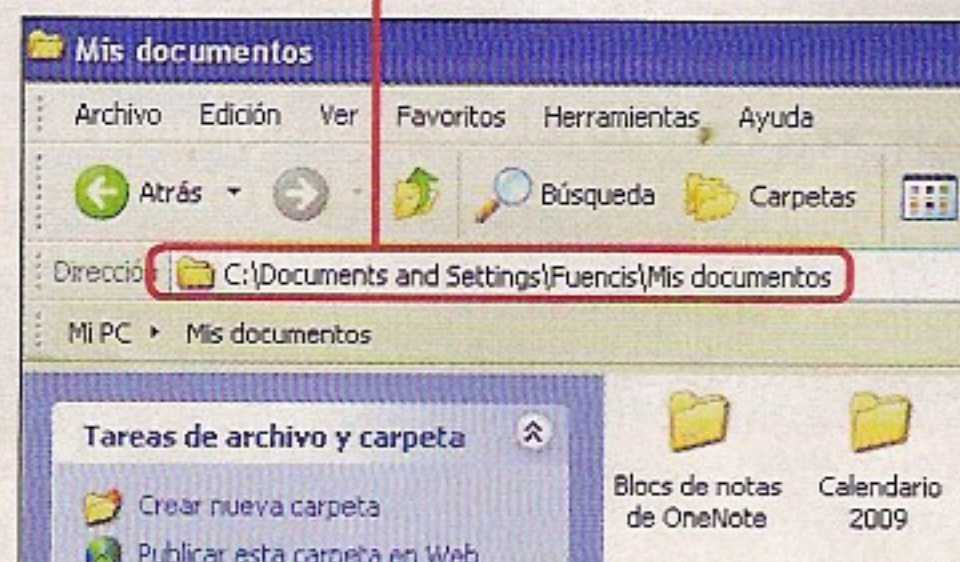 Mis documentos
Archivo Edición Ver Favoritos Herramientas Ayuda
Atrás Búsqueda Carpetas
Dirección C:\Documents and Settings\Fuencis\Mis documentos
Mi PC Mis documentos
Tareas de archivo y carpeta
Crear nueva carpeta
Publicar esta carpeta en Web
Blocs de notas
de OneNote
Calendario
2009